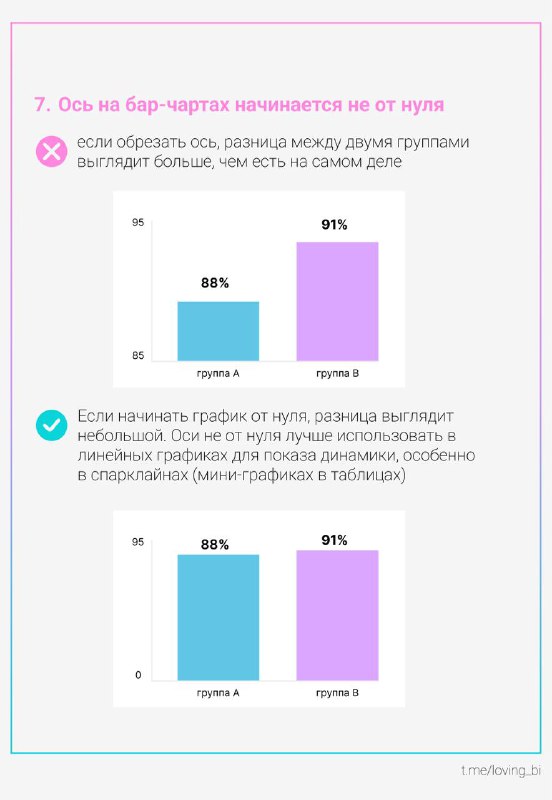 7. Ось на бар-чартах начинается не от нуля
если обрезать ось, разница между двумя группами
выглядит больше, чем есть на самом деле
95
91%
88%
85
группа A
группа B
Если начинать график от нуля, разница выглядит
небольшой. Оси не от нуля лучше использовать в
линейных графиках для показа динамики, особенно
в спарклайнах (мини-графиках в таблицах)
95
88%
91%
0
группа A
группа B
t.me/loving_bi